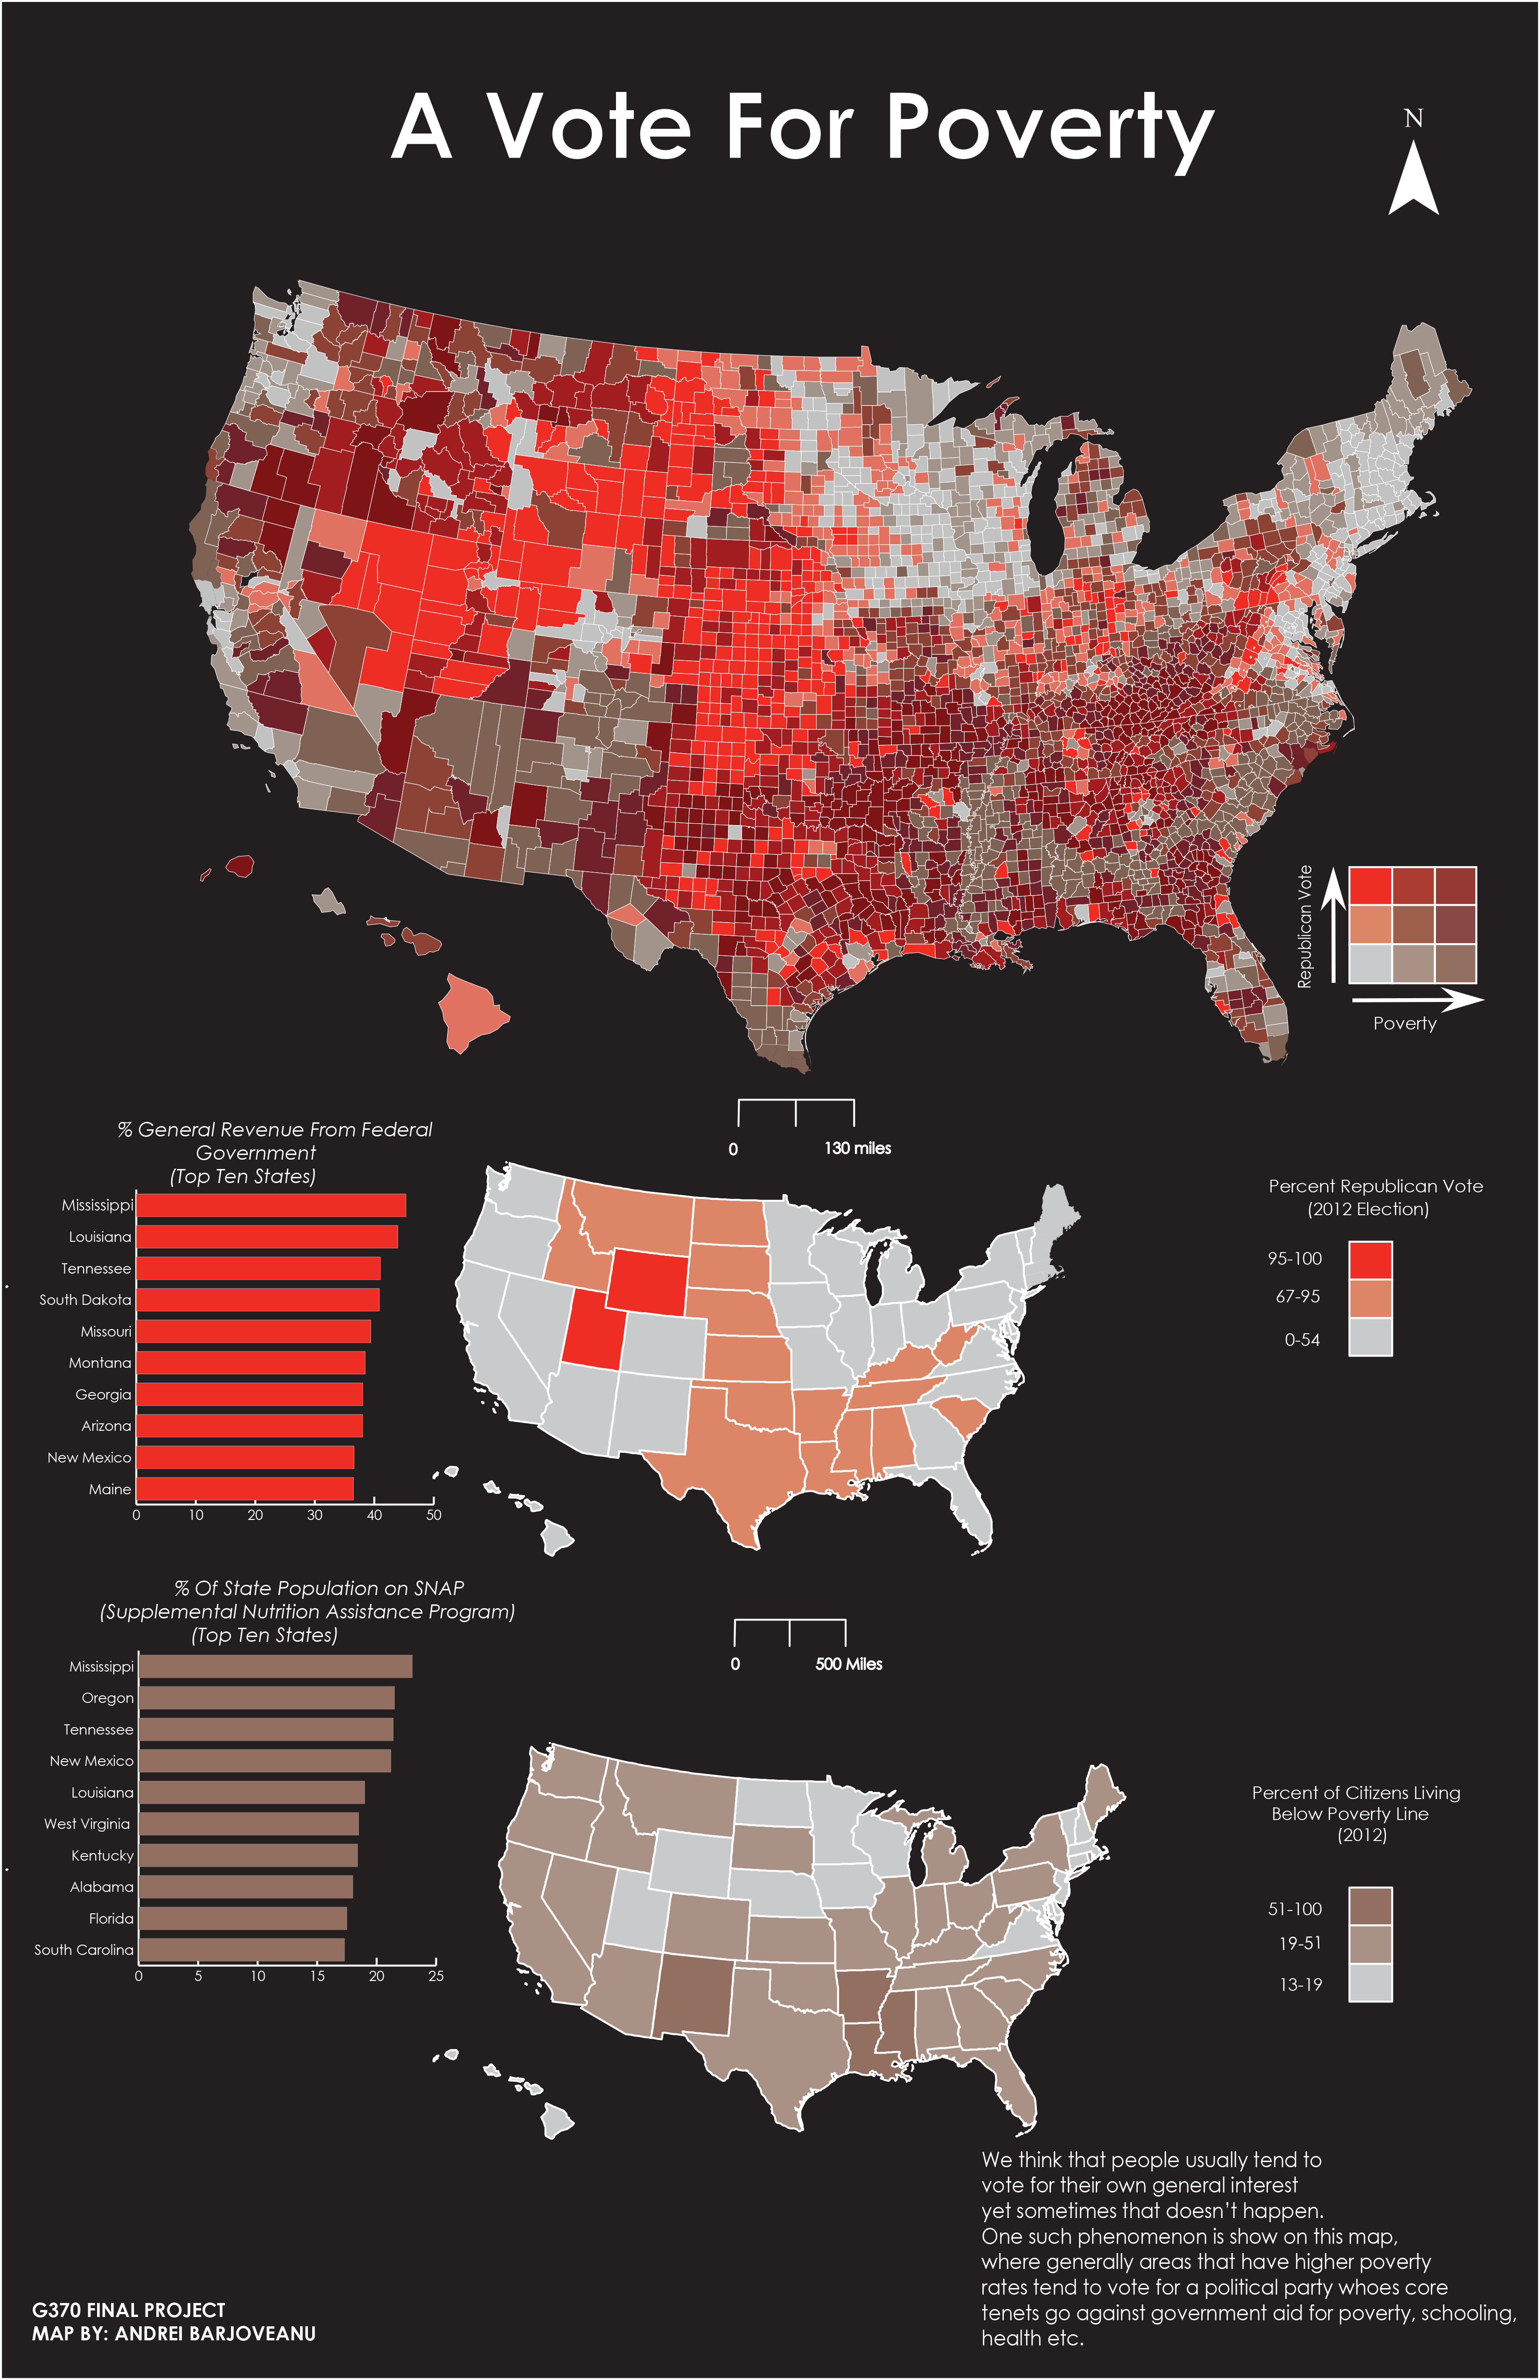 A Vote For Poverty
N
Republican Vote
Poverty
0
130 miles
% General Revenue From Federal
Government
(Top Ten States)
Mississippi
Louisiana
Tennessee
South Dakota
Missouri
Montana
Georgia
Arizona
New Mexico
Maine
0 10 20 30 40 50
Percent Republican Vote
(2012 Election)
95-100
67-95
0-54
% Of State Population on SNAP
(Supplemental Nutrition Assistance Program)
(Top Ten States)
Mississippi
Oregon
Tennessee
New Mexico
Louisiana
West Virginia
Kentucky
Alabama
Florida
South Carolina
0 5 10 15 20 25
0
500 Miles
Percent of Citizens Living
Below Poverty Line
(2012)
51-100
19-51
13-19
We think that people usually tend to
vote for their own general interest
yet sometimes that doesn't happen.
One such phenomenon is show on this map,
where generally areas that have higher poverty
rates tend to vote for a political party whoes core
tenets go against government aid for poverty, schooling,
health etc.
G370 FINAL PROJECT
MAP BY: ANDREI BARJOVEANU